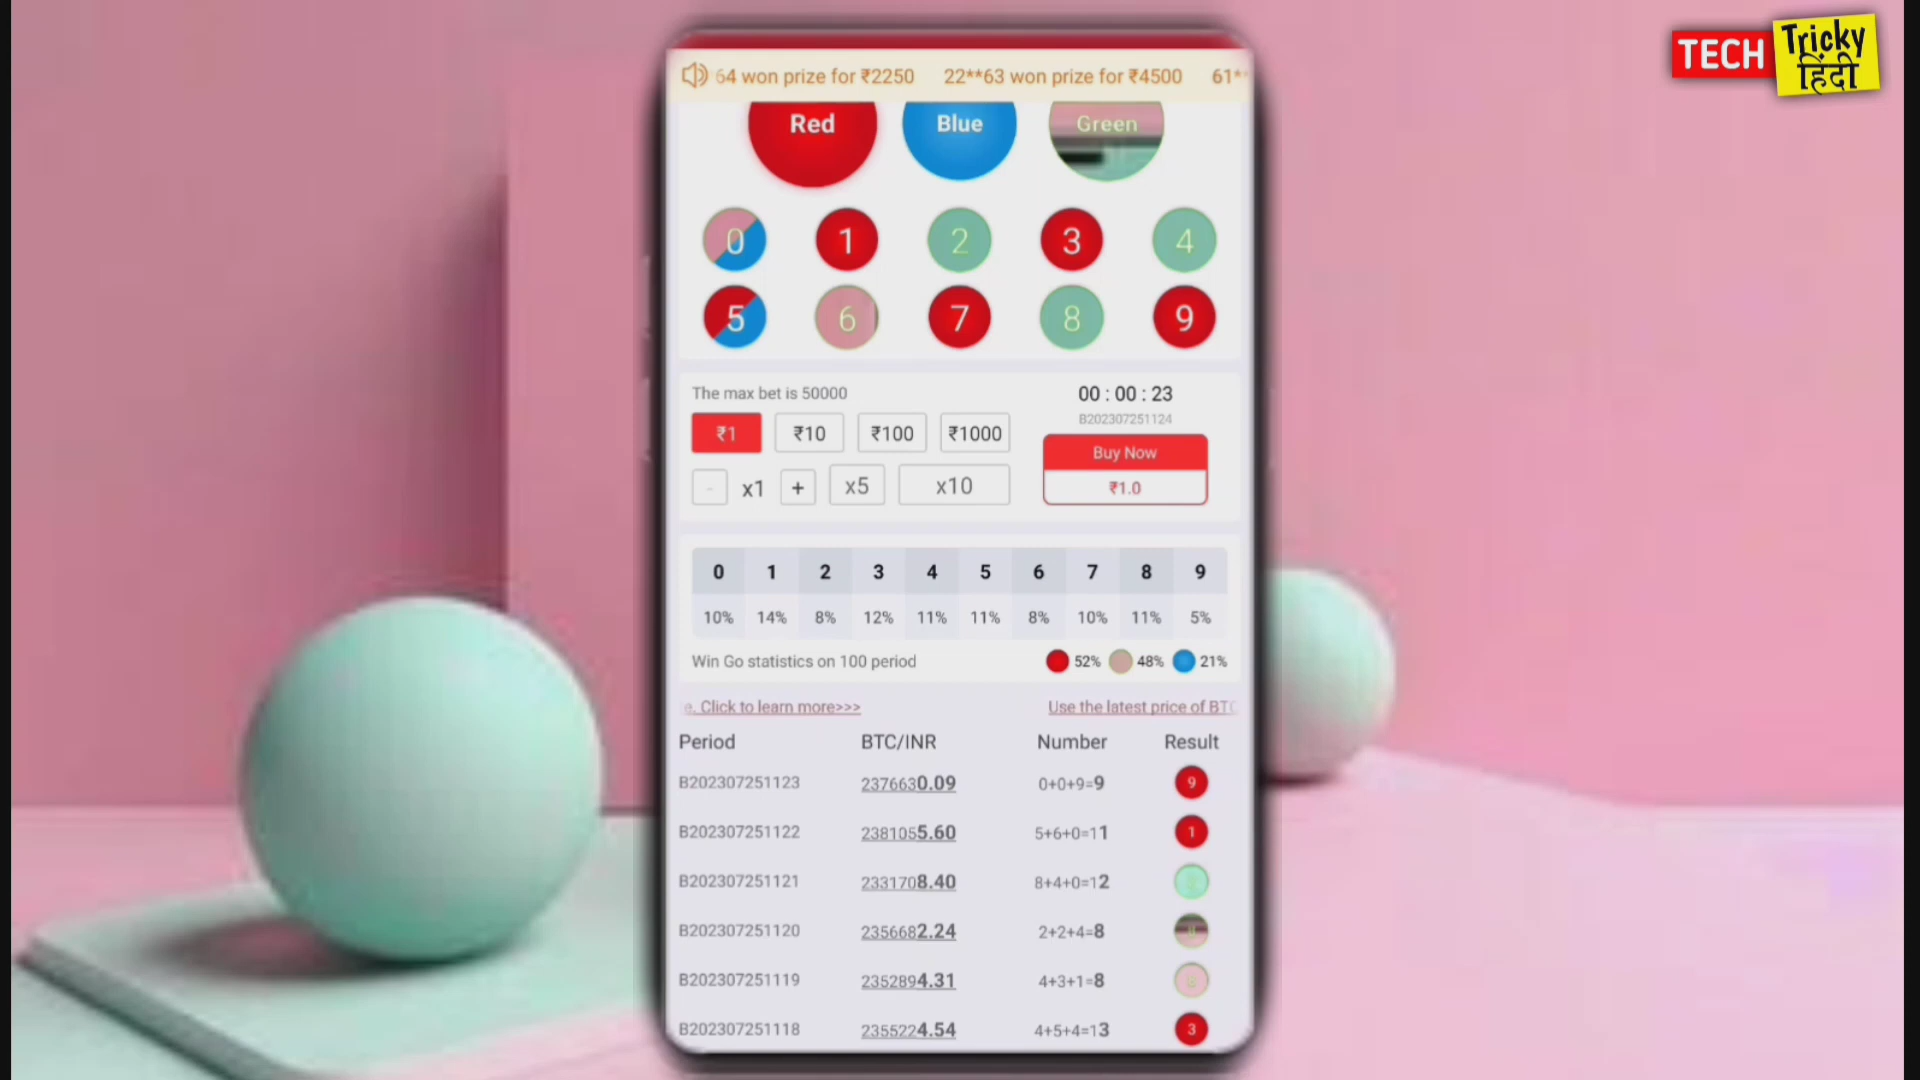 TECH Tricky
हिंदी
64 won prize for ₹2250 22**63 won prize for ₹4500 61*
Red Blue Green
0 1 2 3 4
5 6 7 8 9
The max bet is 50000 00 : 00 : 23
B202307251124
₹1 ₹10 ₹100 ₹1000
Buy Now
- x1 + x5 x10 ₹1.0
0 1 2 3 4 5 6 7 8 9
10% 14% 8% 12% 11% 11% 8% 10% 11% 5%
Win Go statistics on 100 period 52% 48% 21%
e. Click to learn more>>> Use the latest price of BTC
Period BTC/INR Number Result
B202307251123 2376630.09 0+0+9=9 9
B202307251122 2381055.60 5+6+0=11 1
B202307251121 2331708.40 8+4+0=12
B202307251120 2356682.24 2+2+4=8 8
B202307251119 2352894.31 4+3+1=8 8
B202307251118 2355224.54 4+5+4=13 3